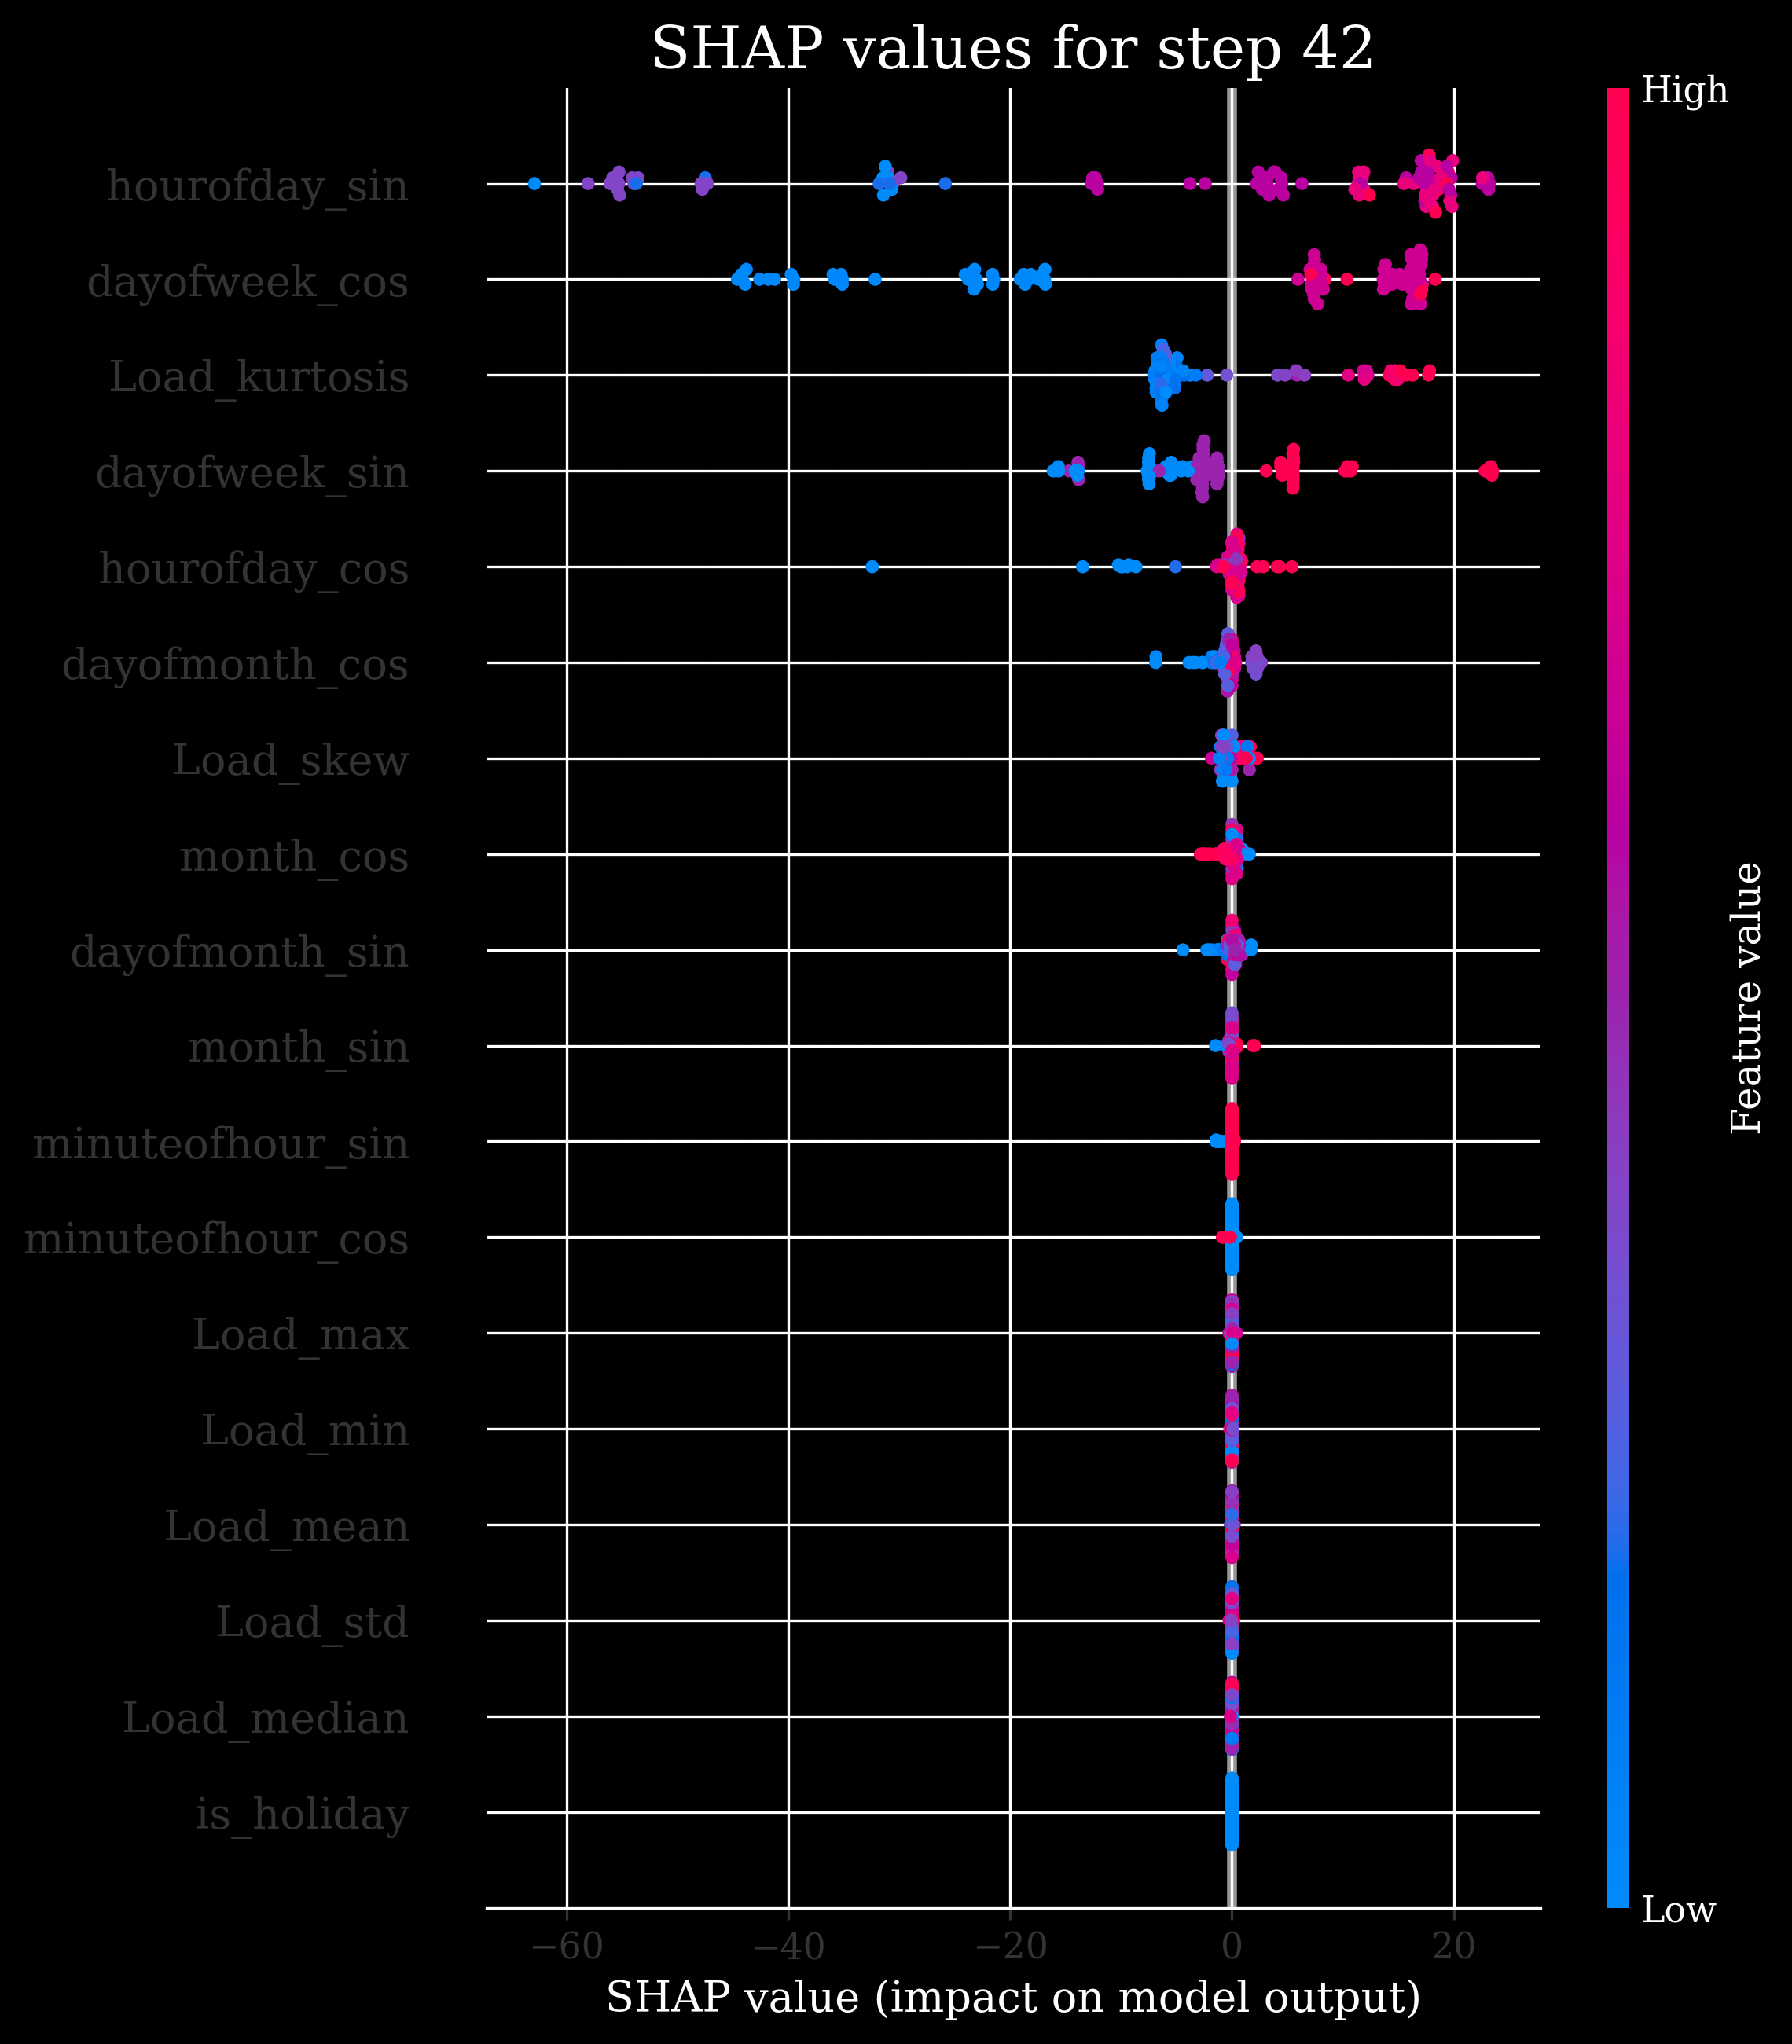 SHAP values for step 42
High
hourofday_sin
dayofweek_cos
Load_kurtosis
dayofweek_sin
hourofday_cos
dayofmonth_cos
Load_skew
month_cos
dayofmonth_sin
month_sin
minuteofhour_sin
minuteofhour_cos
Load_max
Load_min
Load_mean
Load_std
Load_median
is_holiday
Feature value
Low
−60 −40 −20 0 20
SHAP value (impact on model output)